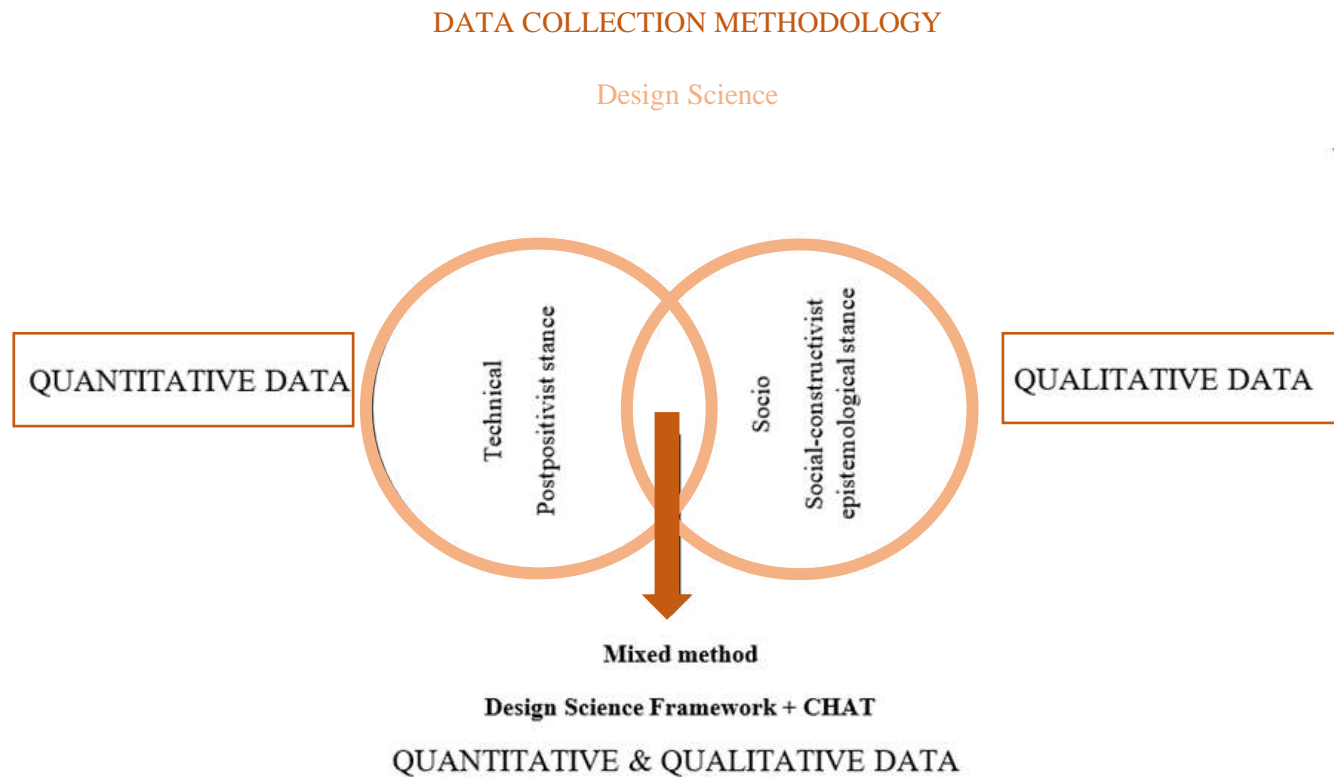 DATA COLLECTION METHODOLOGY
Design Science
QUANTITATIVE DATA
Technical
Postpositivist stance
Socio
Social-constructivist
epistemological stance
QUALITATIVE DATA
Mixed method
Design Science Framework + CHAT
QUANTITATIVE & QUALITATIVE DATA